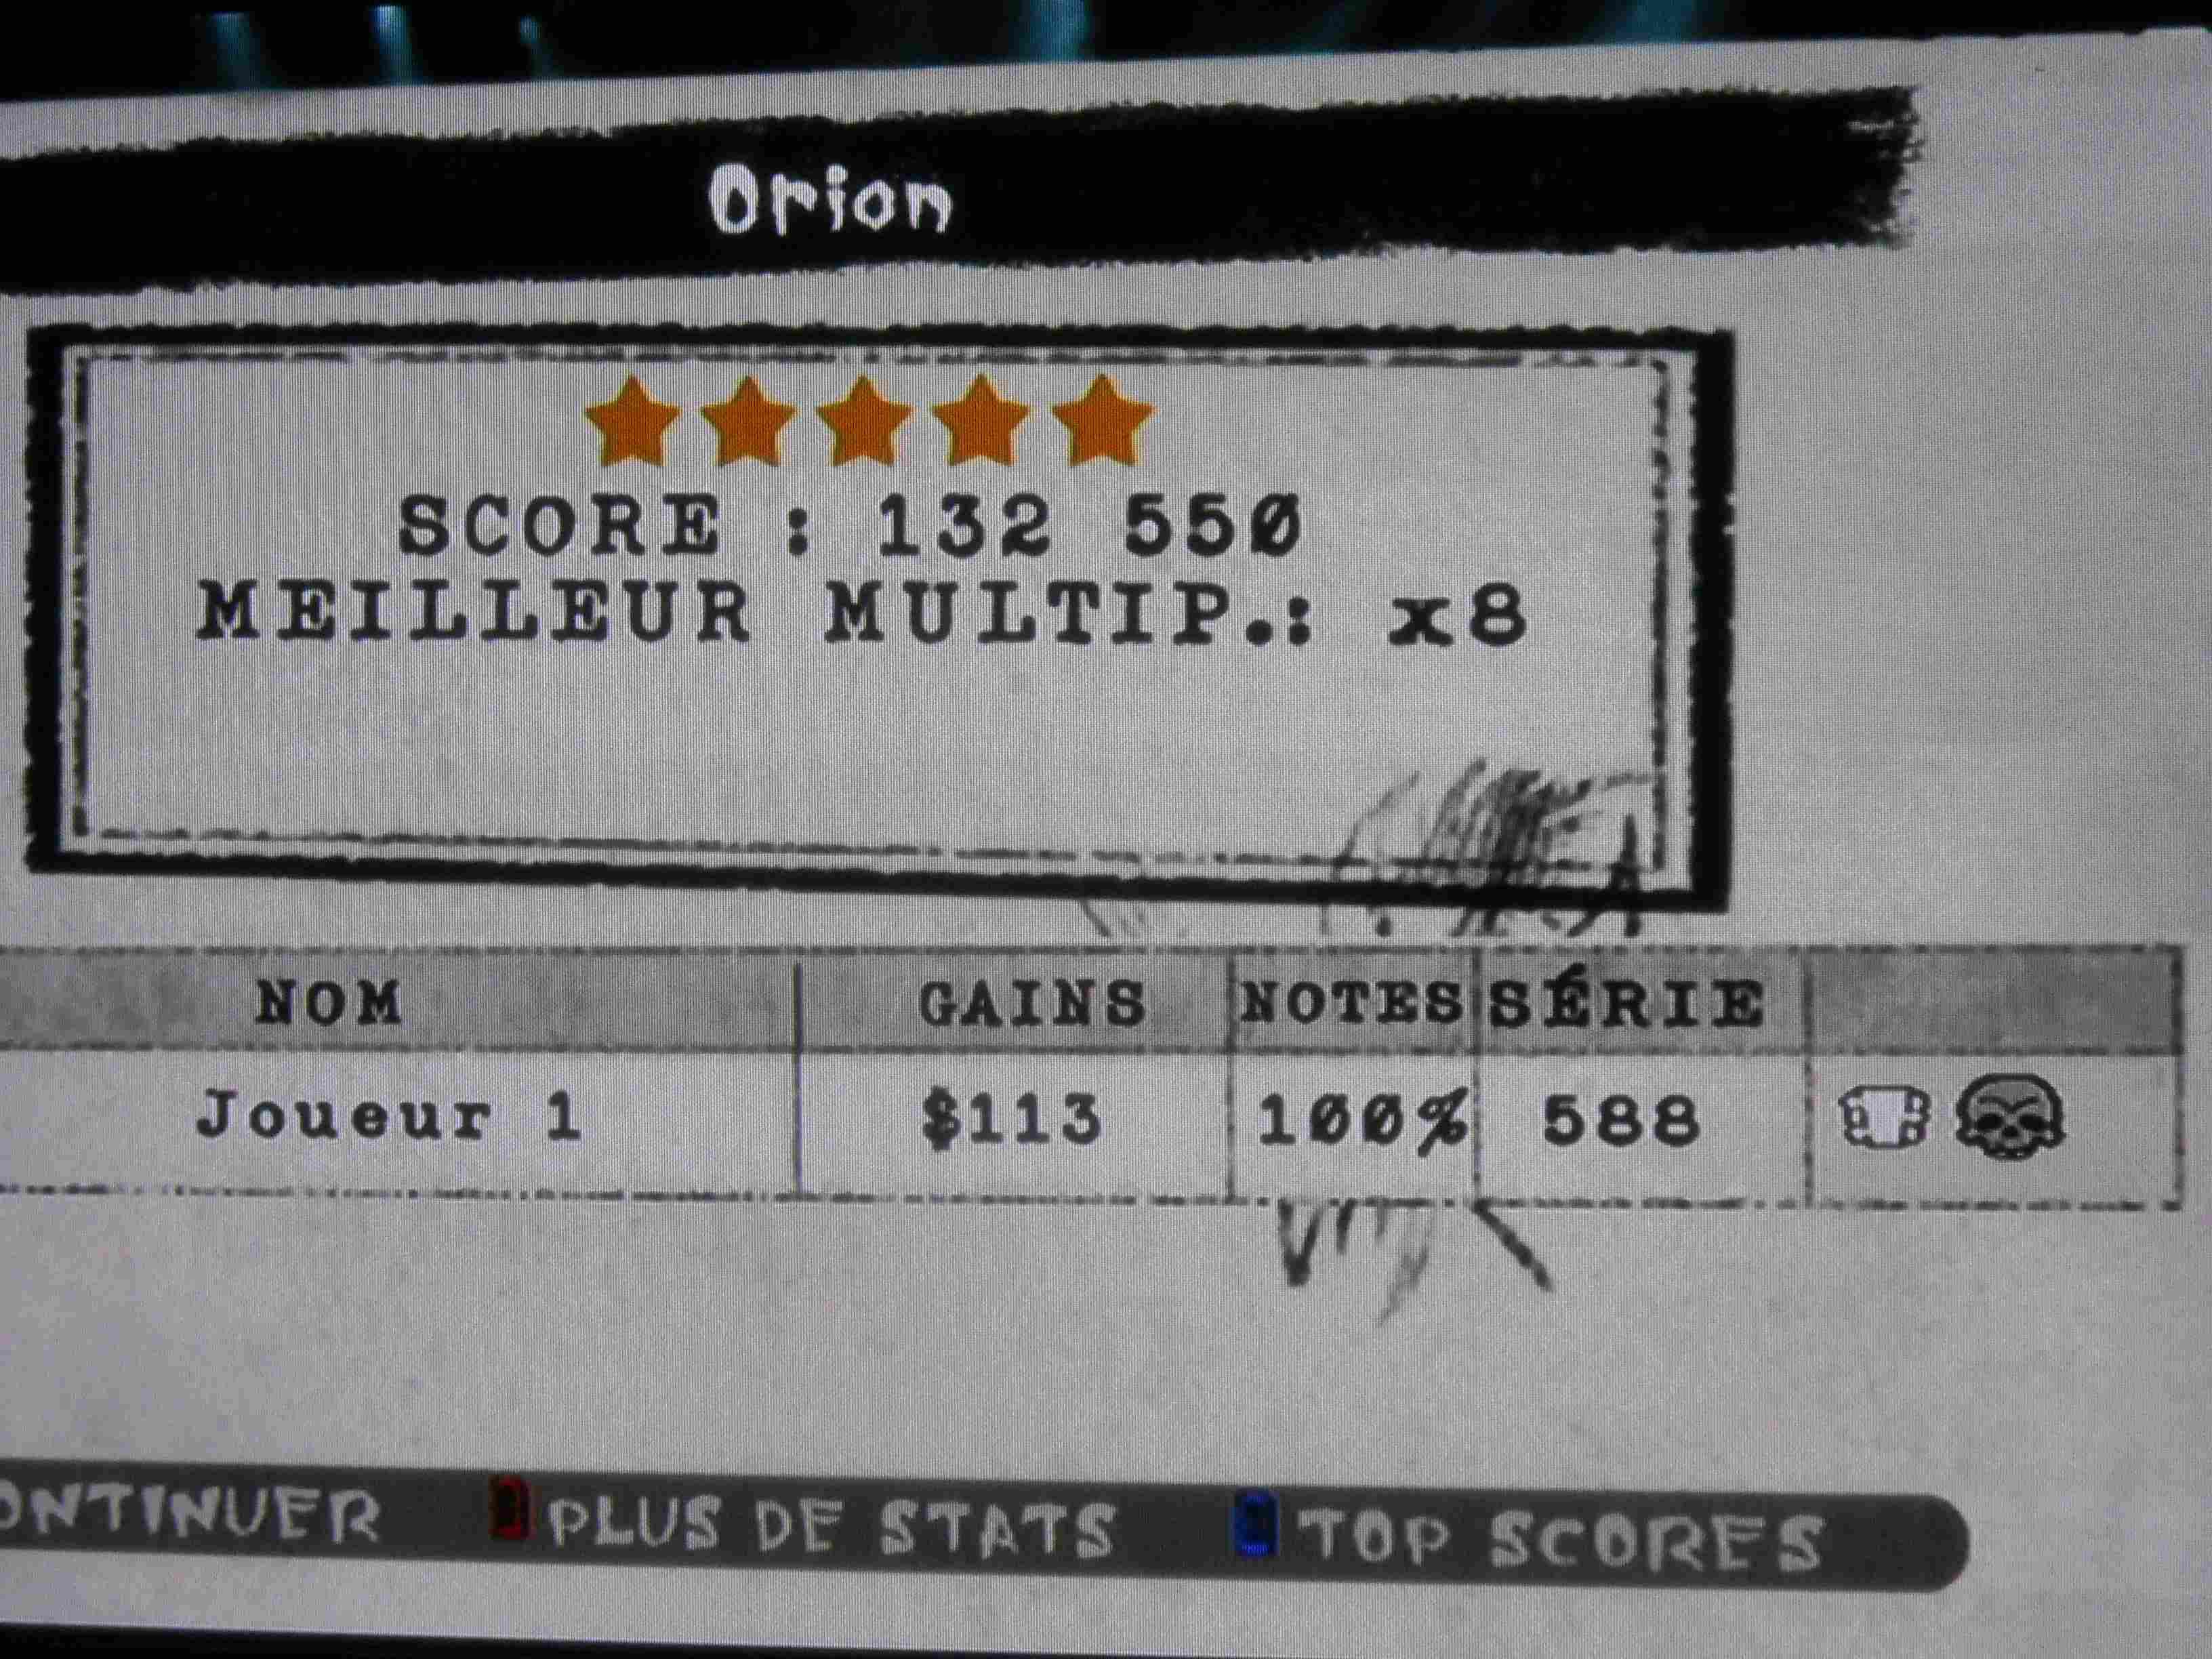 Orion
SCORE : 132 550
MEILLEUR MULTIP.: x8
NOM GAINS NOTES SÉRIE
Joueur 1 $113 100% 588
ONTINUER PLUS DE STATS TOP SCORES